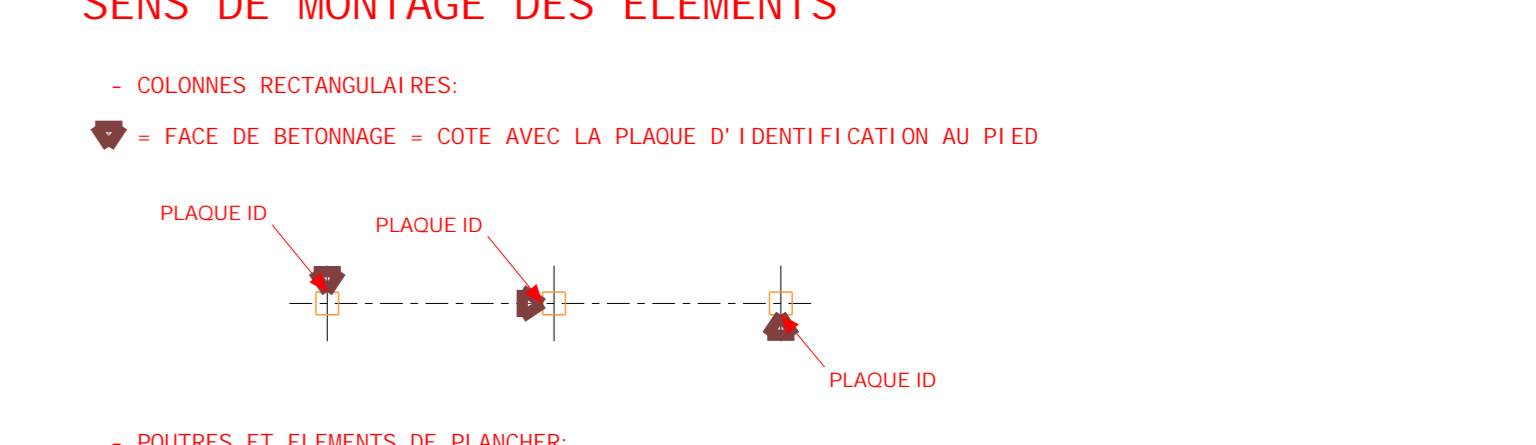 SENS DE MONTAGE DES ELEMENTS
- COLONNES RECTANGULAIRES:
= FACE DE BETONNAGE = COTE AVEC LA PLAQUE D'IDENTIFICATION AU PIED
PLAQUE ID
PLAQUE ID
PLAQUE ID
- POUTRES ET ELEMENTS DE PLANCHER: